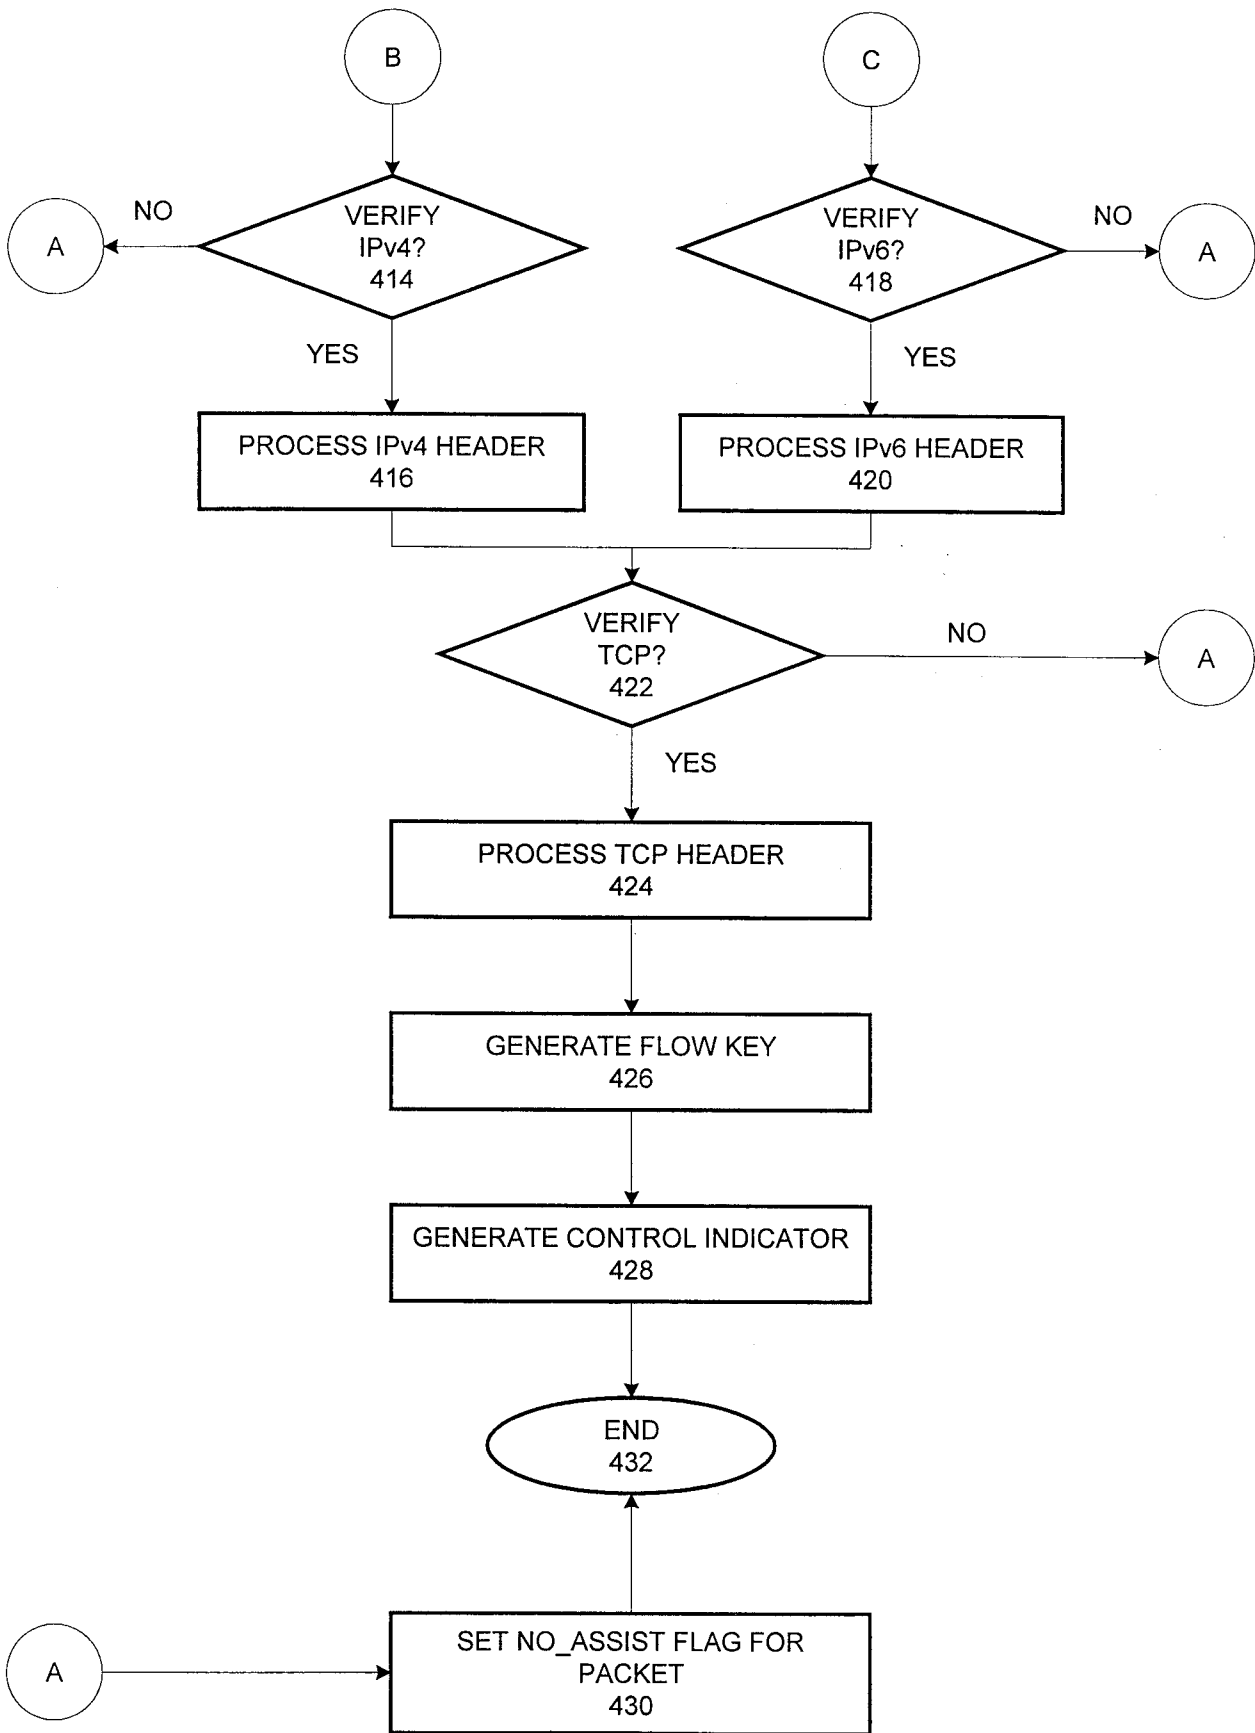 B
C
A
NO
VERIFY
IPv4?
414
VERIFY
IPv6?
418
NO
A
YES
YES
PROCESS IPv4 HEADER
416
PROCESS IPv6 HEADER
420
VERIFY
TCP?
422
NO
A
YES
PROCESS TCP HEADER
424
GENERATE FLOW KEY
426
GENERATE CONTROL INDICATOR
428
END
432
A
SET NO_ASSIST FLAG FOR
PACKET
430